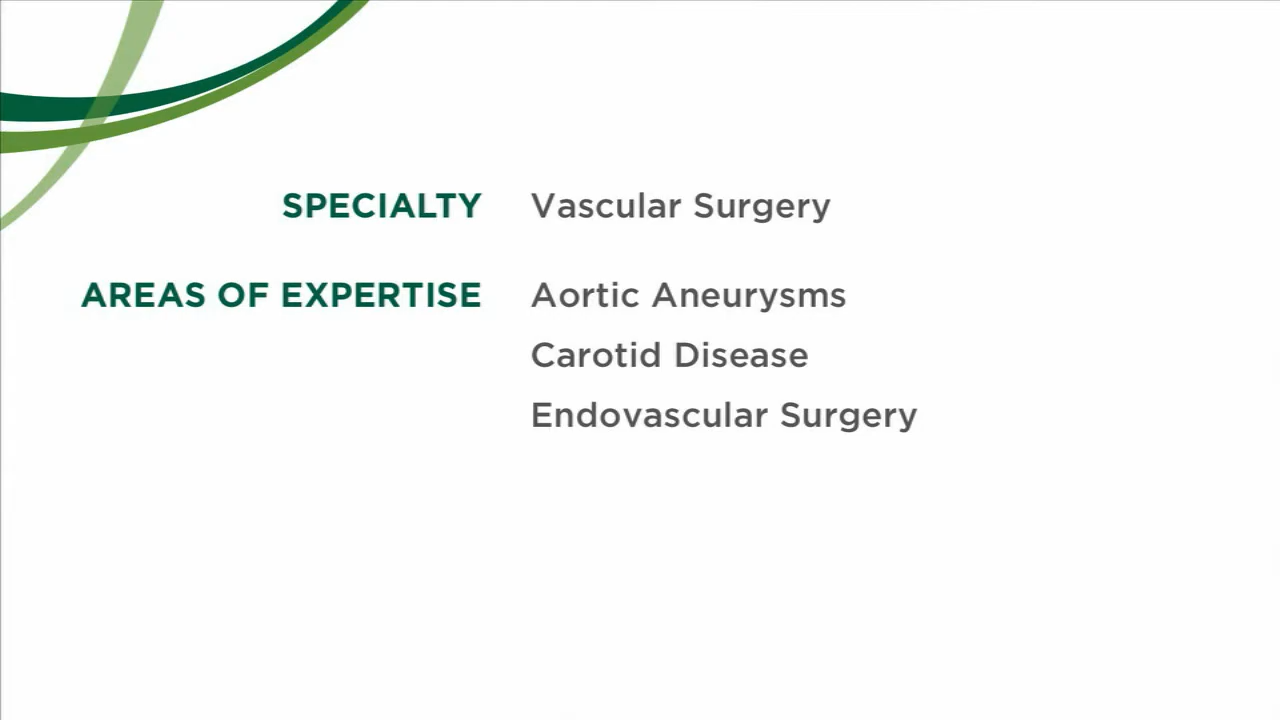 SPECIALTY Vascular Surgery
AREAS OF EXPERTISE Aortic Aneurysms
Carotid Disease
Endovascular Surgery